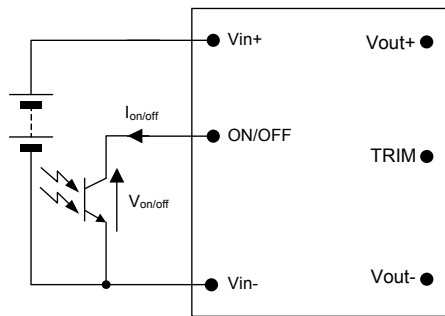 Vin+
Vout+
Ion/off
ON/OFF
TRIM
Von/off
Vin-
Vout-